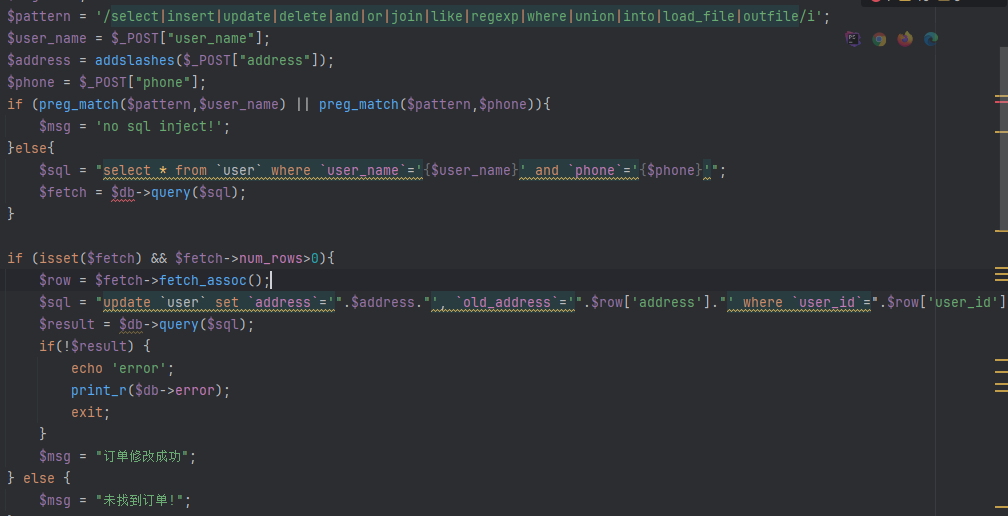 $pattern = '/select|insert|update|delete|and|or|join|like|regexp|where|union|into|load_file|outfile/i';
$user_name = $_POST["user_name"];
$address = addslashes($_POST["address"]);
$phone = $_POST["phone"];
if (preg_match($pattern,$user_name) || preg_match($pattern,$phone)){
    $msg = 'no sql inject!';
}else{
    $sql = "select * from `user` where `user_name`='{$user_name}' and `phone`='{$phone}'";
    $fetch = $db->query($sql);
}
if (isset($fetch) && $fetch->num_rows>0){
    $row = $fetch->fetch_assoc();
    $sql = "update `user` set `address`='".$address."', `old_address`='".$row['address']."' where `user_id`=".$row['user_id']
    $result = $db->query($sql);
    if(!$result) {
        echo 'error';
        print_r($db->error);
        exit;
    }
    $msg = "订单修改成功";
} else {
    $msg = "未找到订单!";